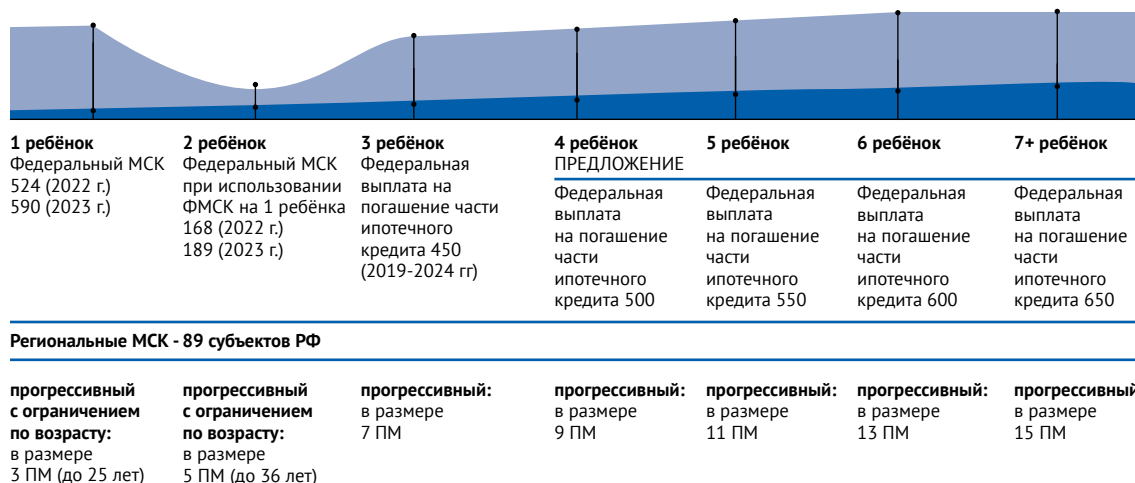 1 ребёнок
Федеральный МСК
524 (2022 г.)
590 (2023 г.)
2 ребёнок
Федеральный МСК
при использовании
ФМСК на 1 ребёнка
168 (2022 г.)
189 (2023 г.)
3 ребёнок
Федеральная
выплата на
погашение части
ипотечного
кредита 450
(2019-2024 гг)
4 ребёнок
ПРЕДЛОЖЕНИЕ
Федеральная
выплата
на погашение
части
ипотечного
кредита 500
5 ребёнок
Федеральная
выплата
на погашение
части
ипотечного
кредита 550
6 ребёнок
Федеральная
выплата
на погашение
части
ипотечного
кредита 600
7+ ребёнок
Федеральная
выплата
на погашение
части
ипотечного
кредита 650
Региональные МСК - 89 субъектов РФ
прогрессивный
с ограничением
по возрасту:
в размере
3 ПМ (до 25 лет)
прогрессивный
с ограничением
по возрасту:
в размере
5 ПМ (до 36 лет)
прогрессивный:
в размере
7 ПМ
прогрессивный:
в размере
9 ПМ
прогрессивный:
в размере
11 ПМ
прогрессивный:
в размере
13 ПМ
прогрессивный
в размере
15 ПМ